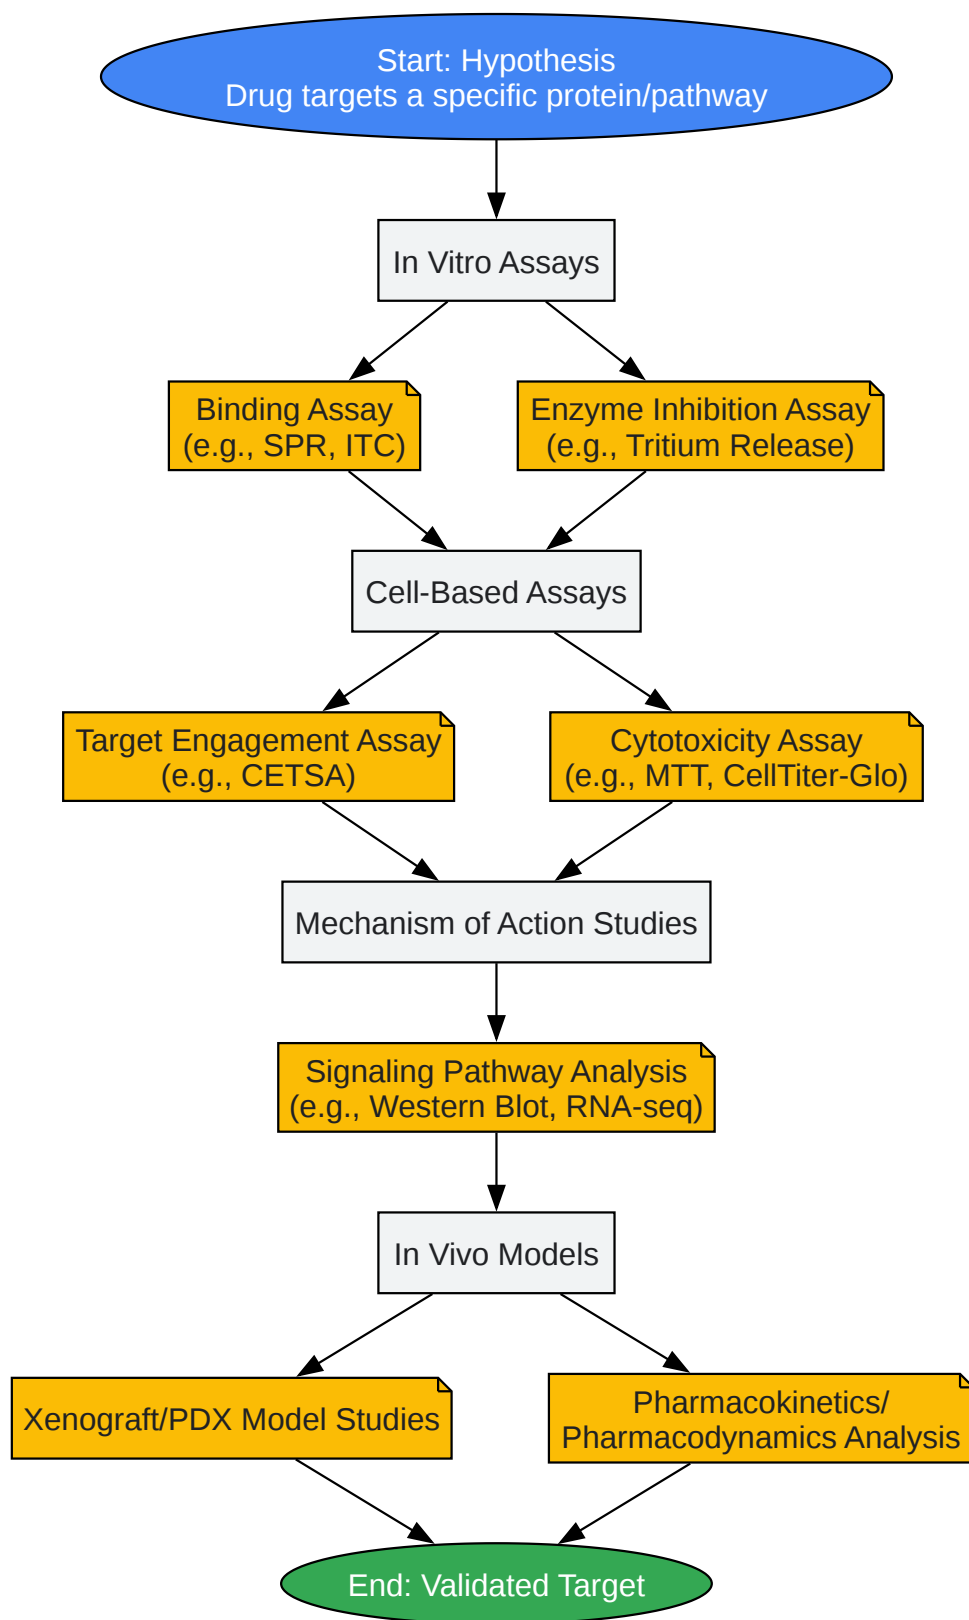 Start: Hypothesis
Drug targets a specific protein/pathway
In Vitro Assays
Binding Assay
(e.g., SPR, ITC)
Enzyme Inhibition Assay
(e.g., Tritium Release)
Cell-Based Assays
Target Engagement Assay
(e.g., CETSA)
Cytotoxicity Assay
(e.g., MTT, CellTiter-Glo)
Mechanism of Action Studies
Signaling Pathway Analysis
(e.g., Western Blot, RNA-seq)
In Vivo Models
Xenograft/PDX Model Studies
Pharmacokinetics/
Pharmacodynamics Analysis
End: Validated Target